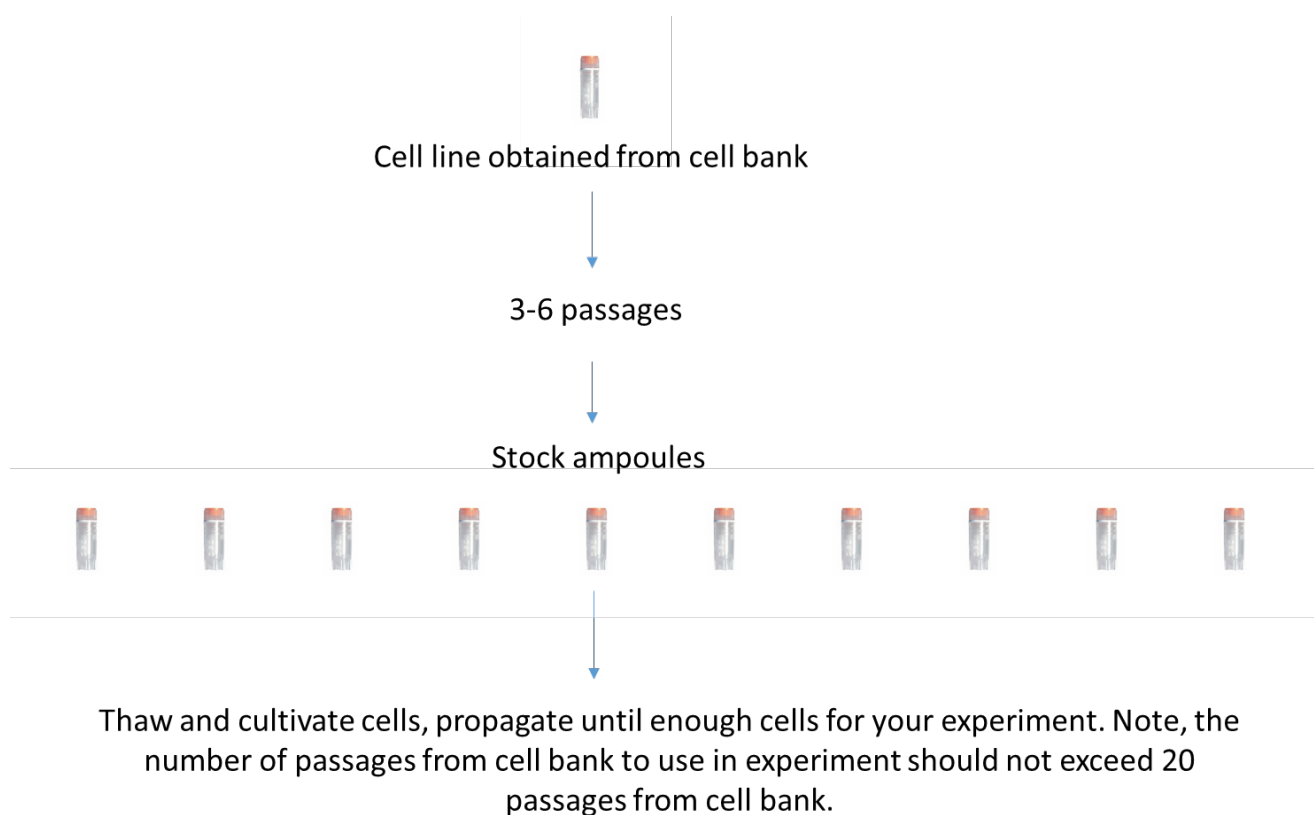 Cell line obtained from cell bank
3-6 passages
Stock ampoules
Thaw and cultivate cells, propagate until enough cells for your experiment. Note, the
number of passages from cell bank to use in experiment should not exceed 20
passages from cell bank.